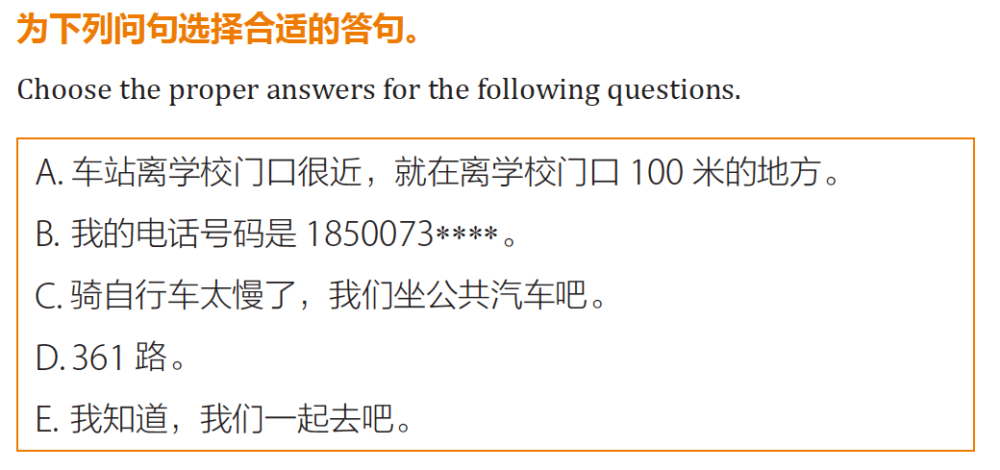 为下列问句选择合适的答句。
Choose the proper answers for the following questions.
A. 车站离学校门口很近，就在离学校门口 100 米的地方。
B. 我的电话号码是 1850073****。
C. 骑自行车太慢了，我们坐公共汽车吧。
D. 361 路。
E. 我知道，我们一起去吧。